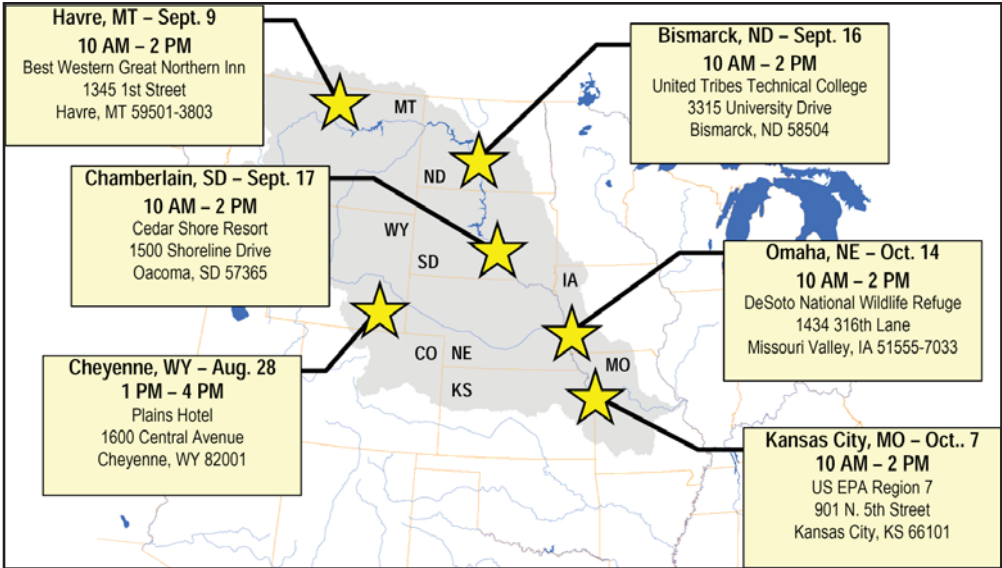 Havre, MT – Sept. 9
10 AM – 2 PM
Best Western Great Northern Inn
1345 1st Street
Havre, MT 59501-3803
Bismarck, ND – Sept. 16
10 AM – 2 PM
United Tribes Technical College
3315 University Drive
Bismarck, ND 58504
MT
ND
Chamberlain, SD – Sept. 17
10 AM – 2 PM
Cedar Shore Resort
1500 Shoreline Drive
Oacoma, SD 57365
WY
SD
IA
Omaha, NE – Oct. 14
10 AM – 2 PM
DeSoto National Wildlife Refuge
1434 316th Lane
Missouri Valley, IA 51555-7033
Cheyenne, WY – Aug. 28
1 PM – 4 PM
Plains Hotel
1600 Central Avenue
Cheyenne, WY 82001
CO NE
MO
KS
Kansas City, MO – Oct.. 7
10 AM – 2 PM
US EPA Region 7
901 N. 5th Street
Kansas City, KS 66101